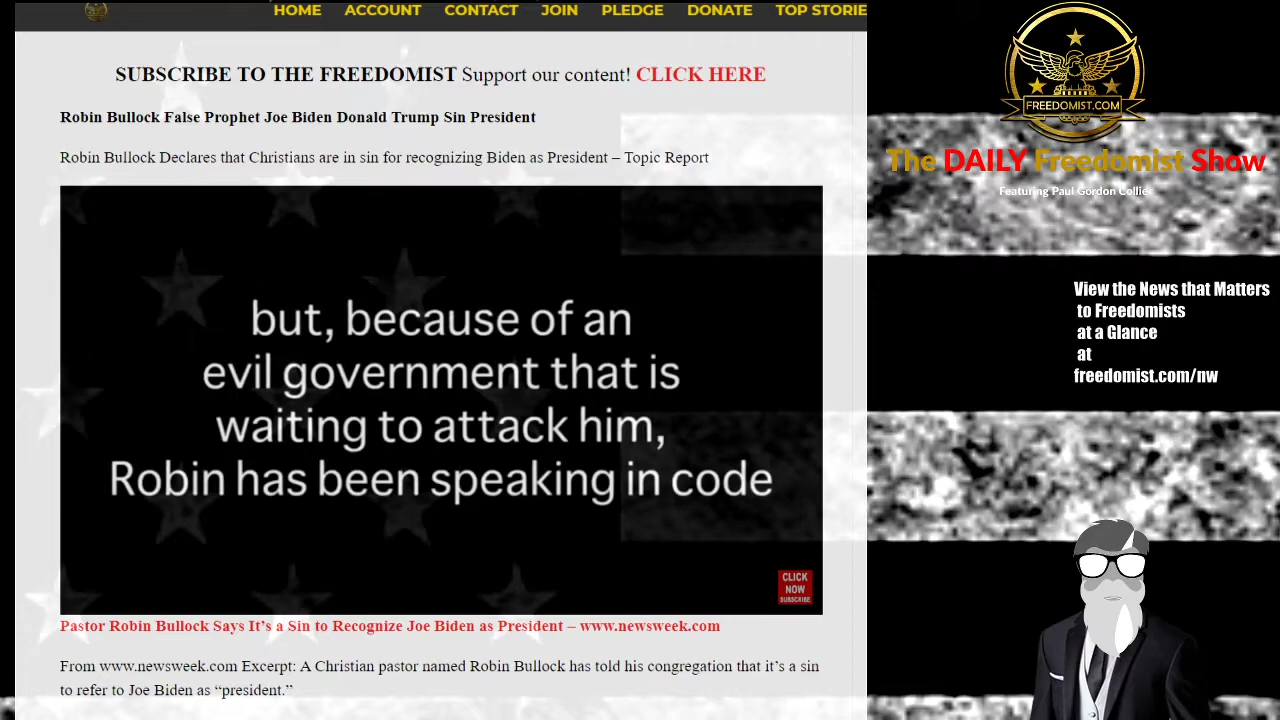 HOME ACCOUNT CONTACT JOIN PLEDGE DONATE TOP STORIE
SUBSCRIBE TO THE FREEDOMIST Support our content! CLICK HERE
Robin Bullock False Prophet Joe Biden Donald Trump Sin President
Robin Bullock Declares that Christians are in sin for recognizing Biden as President – Topic Report
but, because of an
evil government that is
waiting to attack him,
Robin has been speaking in code
CLICK
NOW
SUBSCRIBE
Pastor Robin Bullock Says It's a Sin to Recognize Joe Biden as President – www.newsweek.com
From www.newsweek.com Excerpt: A Christian pastor named Robin Bullock has told his congregation that it's a sin
to refer to Joe Biden as “president.”
FREEDOMIST.COM
The DAILY Freedomist Show
Featuring Paul Gordon Collie
View the News that Matters
to Freedomists
at a Glance
at
freedomist.com/nw